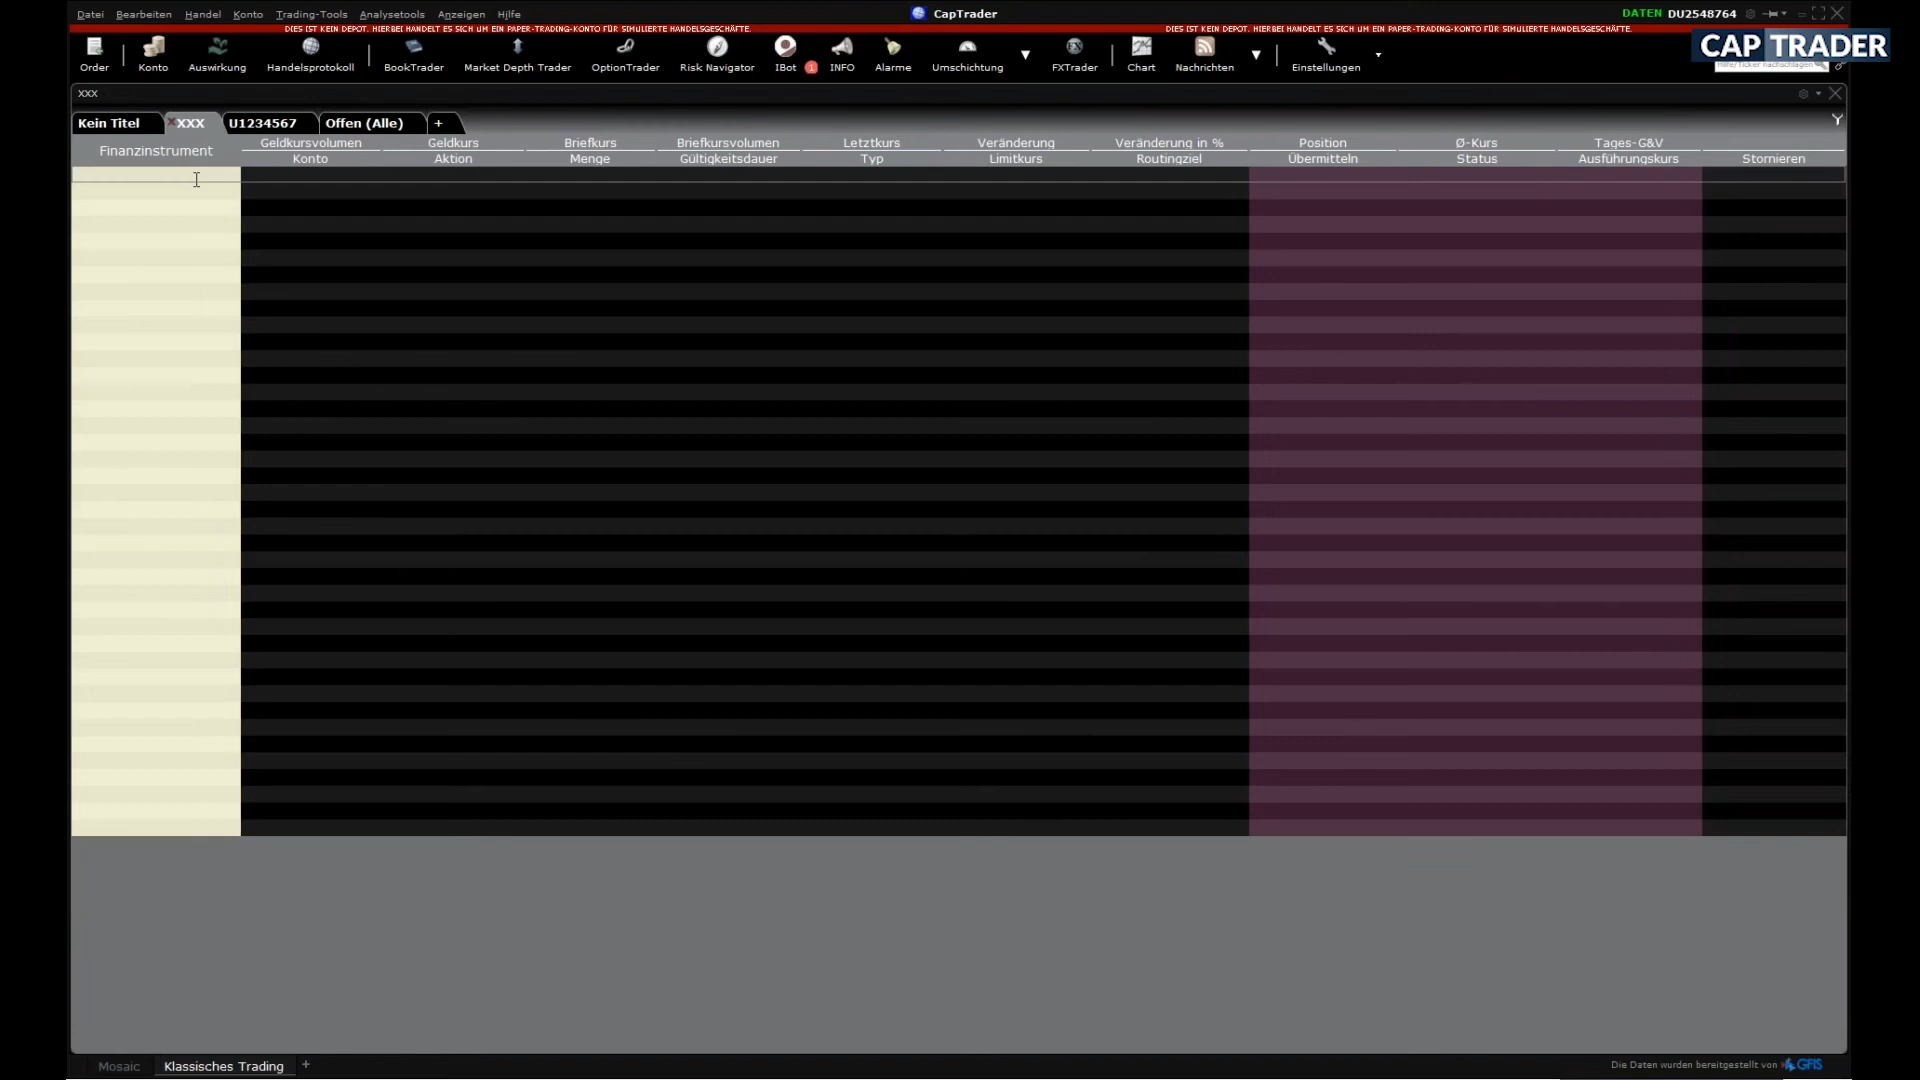 Datei Bearbeiten Handel Konto Trading-Tools Analysetools Anzeigen Hilfe CapTrader DATEN DU2548764
DIES IST KEIN DEPOT. HIERBEI HANDELT ES SICH UM EIN PAPER-TRADING-KONTO FÜR SIMULIERTE HANDELSGESCHÄFTE. DIES IST KEIN DEPOT. HIERBEI HANDELT ES SICH UM EIN PAPER-TRADING-KONTO FÜR SIMULIERTE HANDELSGESCHÄFTE.
CAP TRADER
Order Konto Auswirkung Handelsprotokoll BookTrader Market Depth Trader OptionTrader Risk Navigator IBot 1 INFO Alarme Umschichtung FXTrader Chart Nachrichten Einstellungen
xxx
Kein Titel XXX U1234567 Offen (Alle) +
Finanzinstrument
Geldkursvolumen Geldkurs Briefkurs Briefkursvolumen Letztkurs Veränderung Veränderung in % Position Ø-Kurs Tages-G&V
Konto Aktion Menge Gültigkeitsdauer Typ Limitkurs Routingziel Übermitteln Status Ausführungskurs Stornieren
Mosaic Klassisches Trading + Die Daten wurden bereitgestellt von GFIS